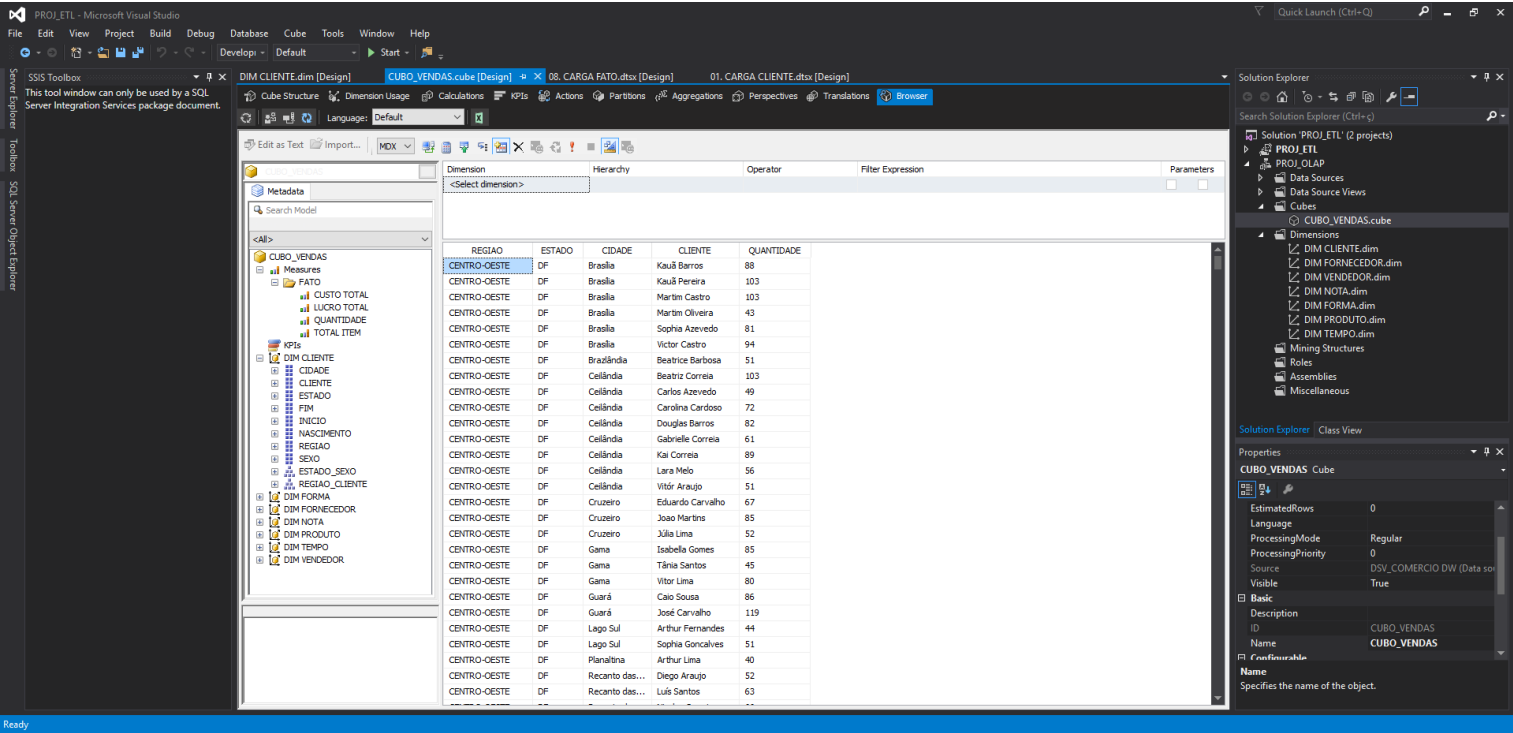 PROJ_ETL - Microsoft Visual Studio
Quick Launch (Ctrl+Q)
File Edit View Project Build Debug Database Cube Tools Window Help
Develop Default Start
Server Explorer
Toolbox
SQL Server Object Explorer
SSIS Toolbox
This tool window can only be used by a SQL
Server Integration Services package document.
DIM CLIENTE.dim [Design] CUBO_VENDAS.cube [Design] 08. CARGA FATO.dtsx [Design] 01. CARGA CLIENTE.dtsx [Design]
Cube Structure Dimension Usage Calculations KPIs Actions Partitions Aggregations Perspectives Translations Browser
Language: Default
Edit as Text Import... MDX
CUBO_VENDAS
Metadata
Search Model
<All>
CUBO_VENDAS
Measures
FATO
CUSTO TOTAL
LUCRO TOTAL
QUANTIDADE
TOTAL ITEM
KPIs
DIM CLIENTE
CIDADE
CLIENTE
ESTADO
FIM
INICIO
NASCIMENTO
REGIAO
SEXO
ESTADO_SEXO
REGIAO_CLIENTE
DIM FORMA
DIM FORNECEDOR
DIM NOTA
DIM PRODUTO
DIM TEMPO
DIM VENDEDOR
Dimension Hierarchy Operator Filter Expression Parameters
<Select dimension>
REGIAO ESTADO CIDADE CLIENTE QUANTIDADE
CENTRO-OESTE DF Brasília Kauã Barros 88
CENTRO-OESTE DF Brasília Kauã Pereira 103
CENTRO-OESTE DF Brasília Martim Castro 103
CENTRO-OESTE DF Brasília Martim Oliveira 43
CENTRO-OESTE DF Brasília Sophia Azevedo 81
CENTRO-OESTE DF Brasília Victor Castro 94
CENTRO-OESTE DF Brazlândia Beatrice Barbosa 51
CENTRO-OESTE DF Ceilândia Beatriz Correia 103
CENTRO-OESTE DF Ceilândia Carlos Azevedo 49
CENTRO-OESTE DF Ceilândia Carolina Cardoso 72
CENTRO-OESTE DF Ceilândia Douglas Barros 82
CENTRO-OESTE DF Ceilândia Gabrielle Correia 61
CENTRO-OESTE DF Ceilândia Kai Correia 89
CENTRO-OESTE DF Ceilândia Lara Melo 56
CENTRO-OESTE DF Ceilândia Vitór Araujo 51
CENTRO-OESTE DF Cruzeiro Eduardo Carvalho 67
CENTRO-OESTE DF Cruzeiro Joao Martins 85
CENTRO-OESTE DF Cruzeiro Júlia Lima 52
CENTRO-OESTE DF Gama Isabella Gomes 85
CENTRO-OESTE DF Gama Tânia Santos 45
CENTRO-OESTE DF Gama Vitor Lima 80
CENTRO-OESTE DF Guará Caio Sousa 86
CENTRO-OESTE DF Guará José Carvalho 119
CENTRO-OESTE DF Lago Sul Arthur Fernandes 44
CENTRO-OESTE DF Lago Sul Sophia Goncalves 51
CENTRO-OESTE DF Planaltina Arthur Lima 40
CENTRO-OESTE DF Recanto das... Diego Araujo 52
CENTRO-OESTE DF Recanto das... Luís Santos 63
Solution Explorer
Search Solution Explorer (Ctrl+ç)
Solution 'PROJ_ETL' (2 projects)
PROJ_ETL
PROJ_OLAP
Data Sources
Data Source Views
Cubes
CUBO_VENDAS.cube
Dimensions
DIM CLIENTE.dim
DIM FORNECEDOR.dim
DIM VENDEDOR.dim
DIM NOTA.dim
DIM FORMA.dim
DIM PRODUTO.dim
DIM TEMPO.dim
Mining Structures
Roles
Assemblies
Miscellaneous
Solution Explorer Class View
Properties
CUBO_VENDAS Cube
EstimatedRows 0
Language
ProcessingMode Regular
ProcessingPriority 0
Source DSV_COMERCIO DW (Data sou
Visible True
Basic
Description
ID CUBO_VENDAS
Name CUBO_VENDAS
Configurable
Name
Specifies the name of the object.
Ready